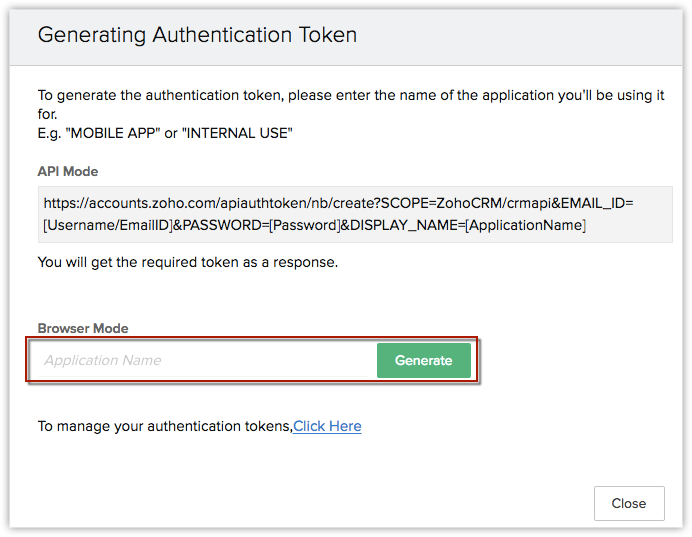 Generating Authentication Token
To generate the authentication token, please enter the name of the application you'll be using it
for.
E.g. "MOBILE APP" or "INTERNAL USE"
API Mode
https://accounts.zoho.com/apiauthtoken/nb/create?SCOPE=ZohoCRM/crmapi&EMAIL_ID=
[Username/EmailID]&PASSWORD=[Password]&DISPLAY_NAME=[ApplicationName]
You will get the required token as a response.
Browser Mode
Application Name
Generate
To manage your authentication tokens,Click Here
Close